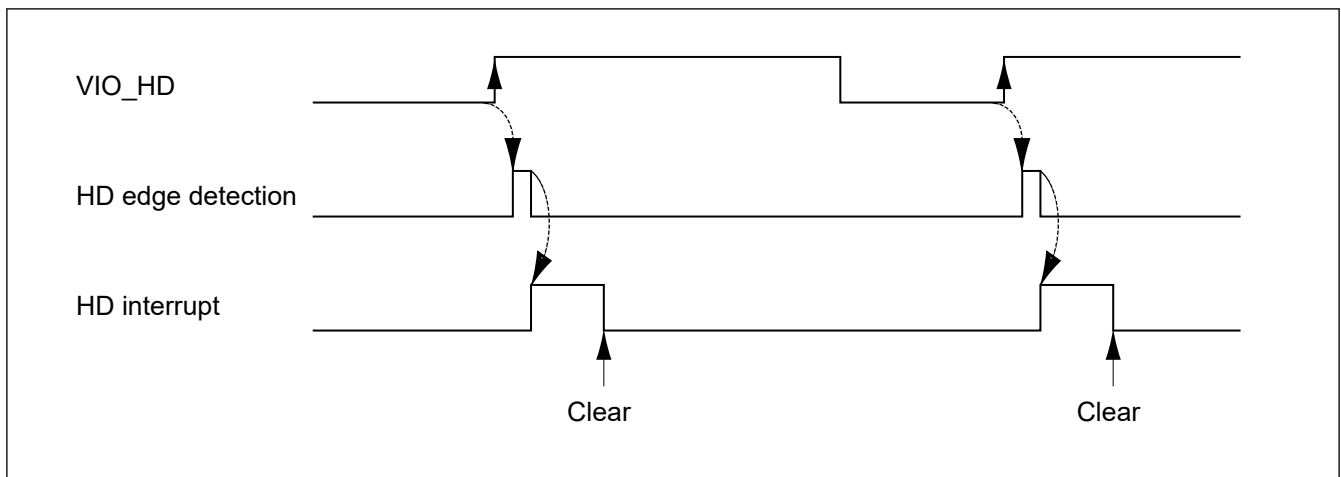 VIO_HD
HD edge detection
HD interrupt
Clear
Clear